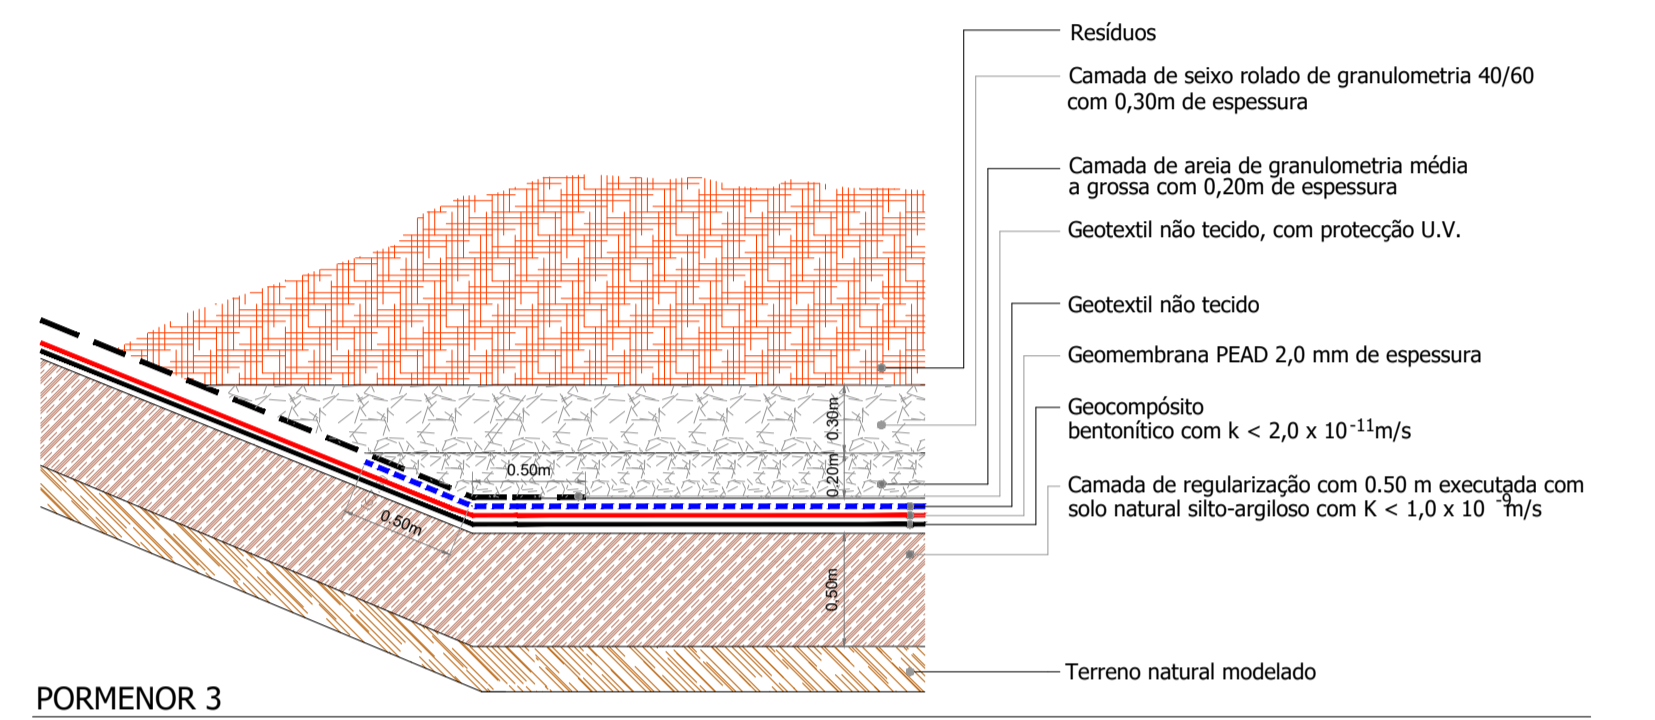 Resíduos
Camada de seixo rolado de granulometria 40/60
com 0,30m de espessura
Camada de areia de granulometria média
a grossa com 0,20m de espessura
Geotextil não tecido, com protecção U.V.
Geotextil não tecido
Geomembrana PEAD 2,0 mm de espessura
Geocompósito
bentonítico com k < 2,0 x 10⁻¹¹m/s
Camada de regularização com 0.50 m executada com
solo natural silto-argiloso com K < 1,0 x 10⁻⁹m/s
Terreno natural modelado
0.30m
0.20m
0.50m
0.50m
0,50m
PORMENOR 3